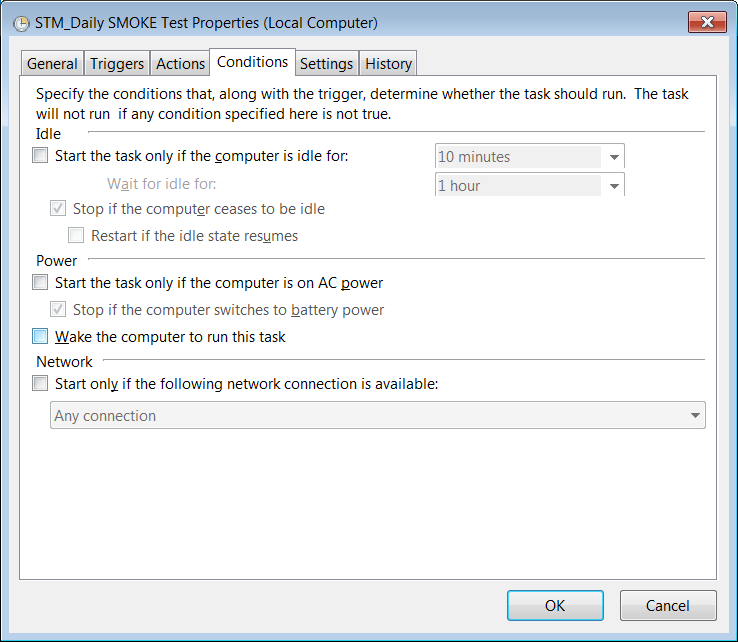 STM_Daily SMOKE Test Properties (Local Computer)
General Triggers Actions Conditions Settings History
Specify the conditions that, along with the trigger, determine whether the task should run. The task
will not run if any condition specified here is not true.
Idle
Start the task only if the computer is idle for: 10 minutes
Wait for idle for: 1 hour
Stop if the computer ceases to be idle
Restart if the idle state resumes
Power
Start the task only if the computer is on AC power
Stop if the computer switches to battery power
Wake the computer to run this task
Network
Start only if the following network connection is available:
Any connection
OK Cancel